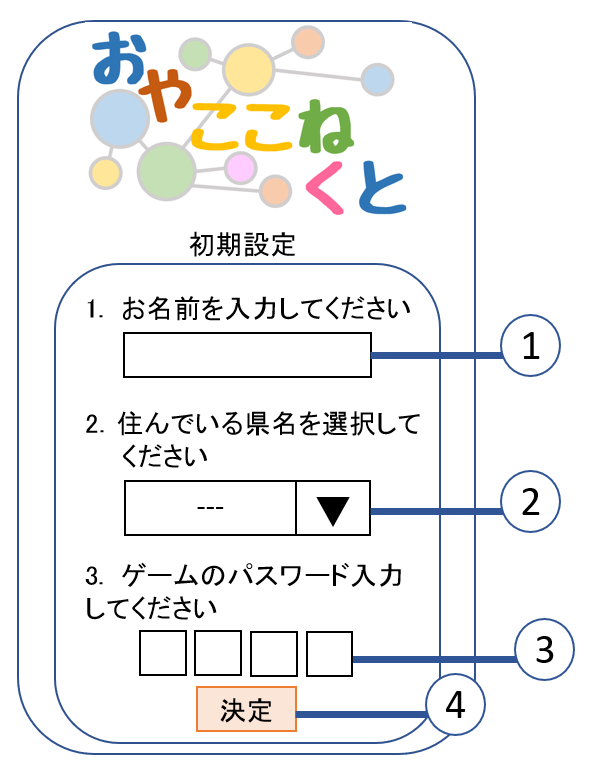 おやここねくと
初期設定
1. お名前を入力してください
①
2. 住んでいる県名を選択して
ください
---
▼
②
3. ゲームのパスワード入力
してください
③
決定
④